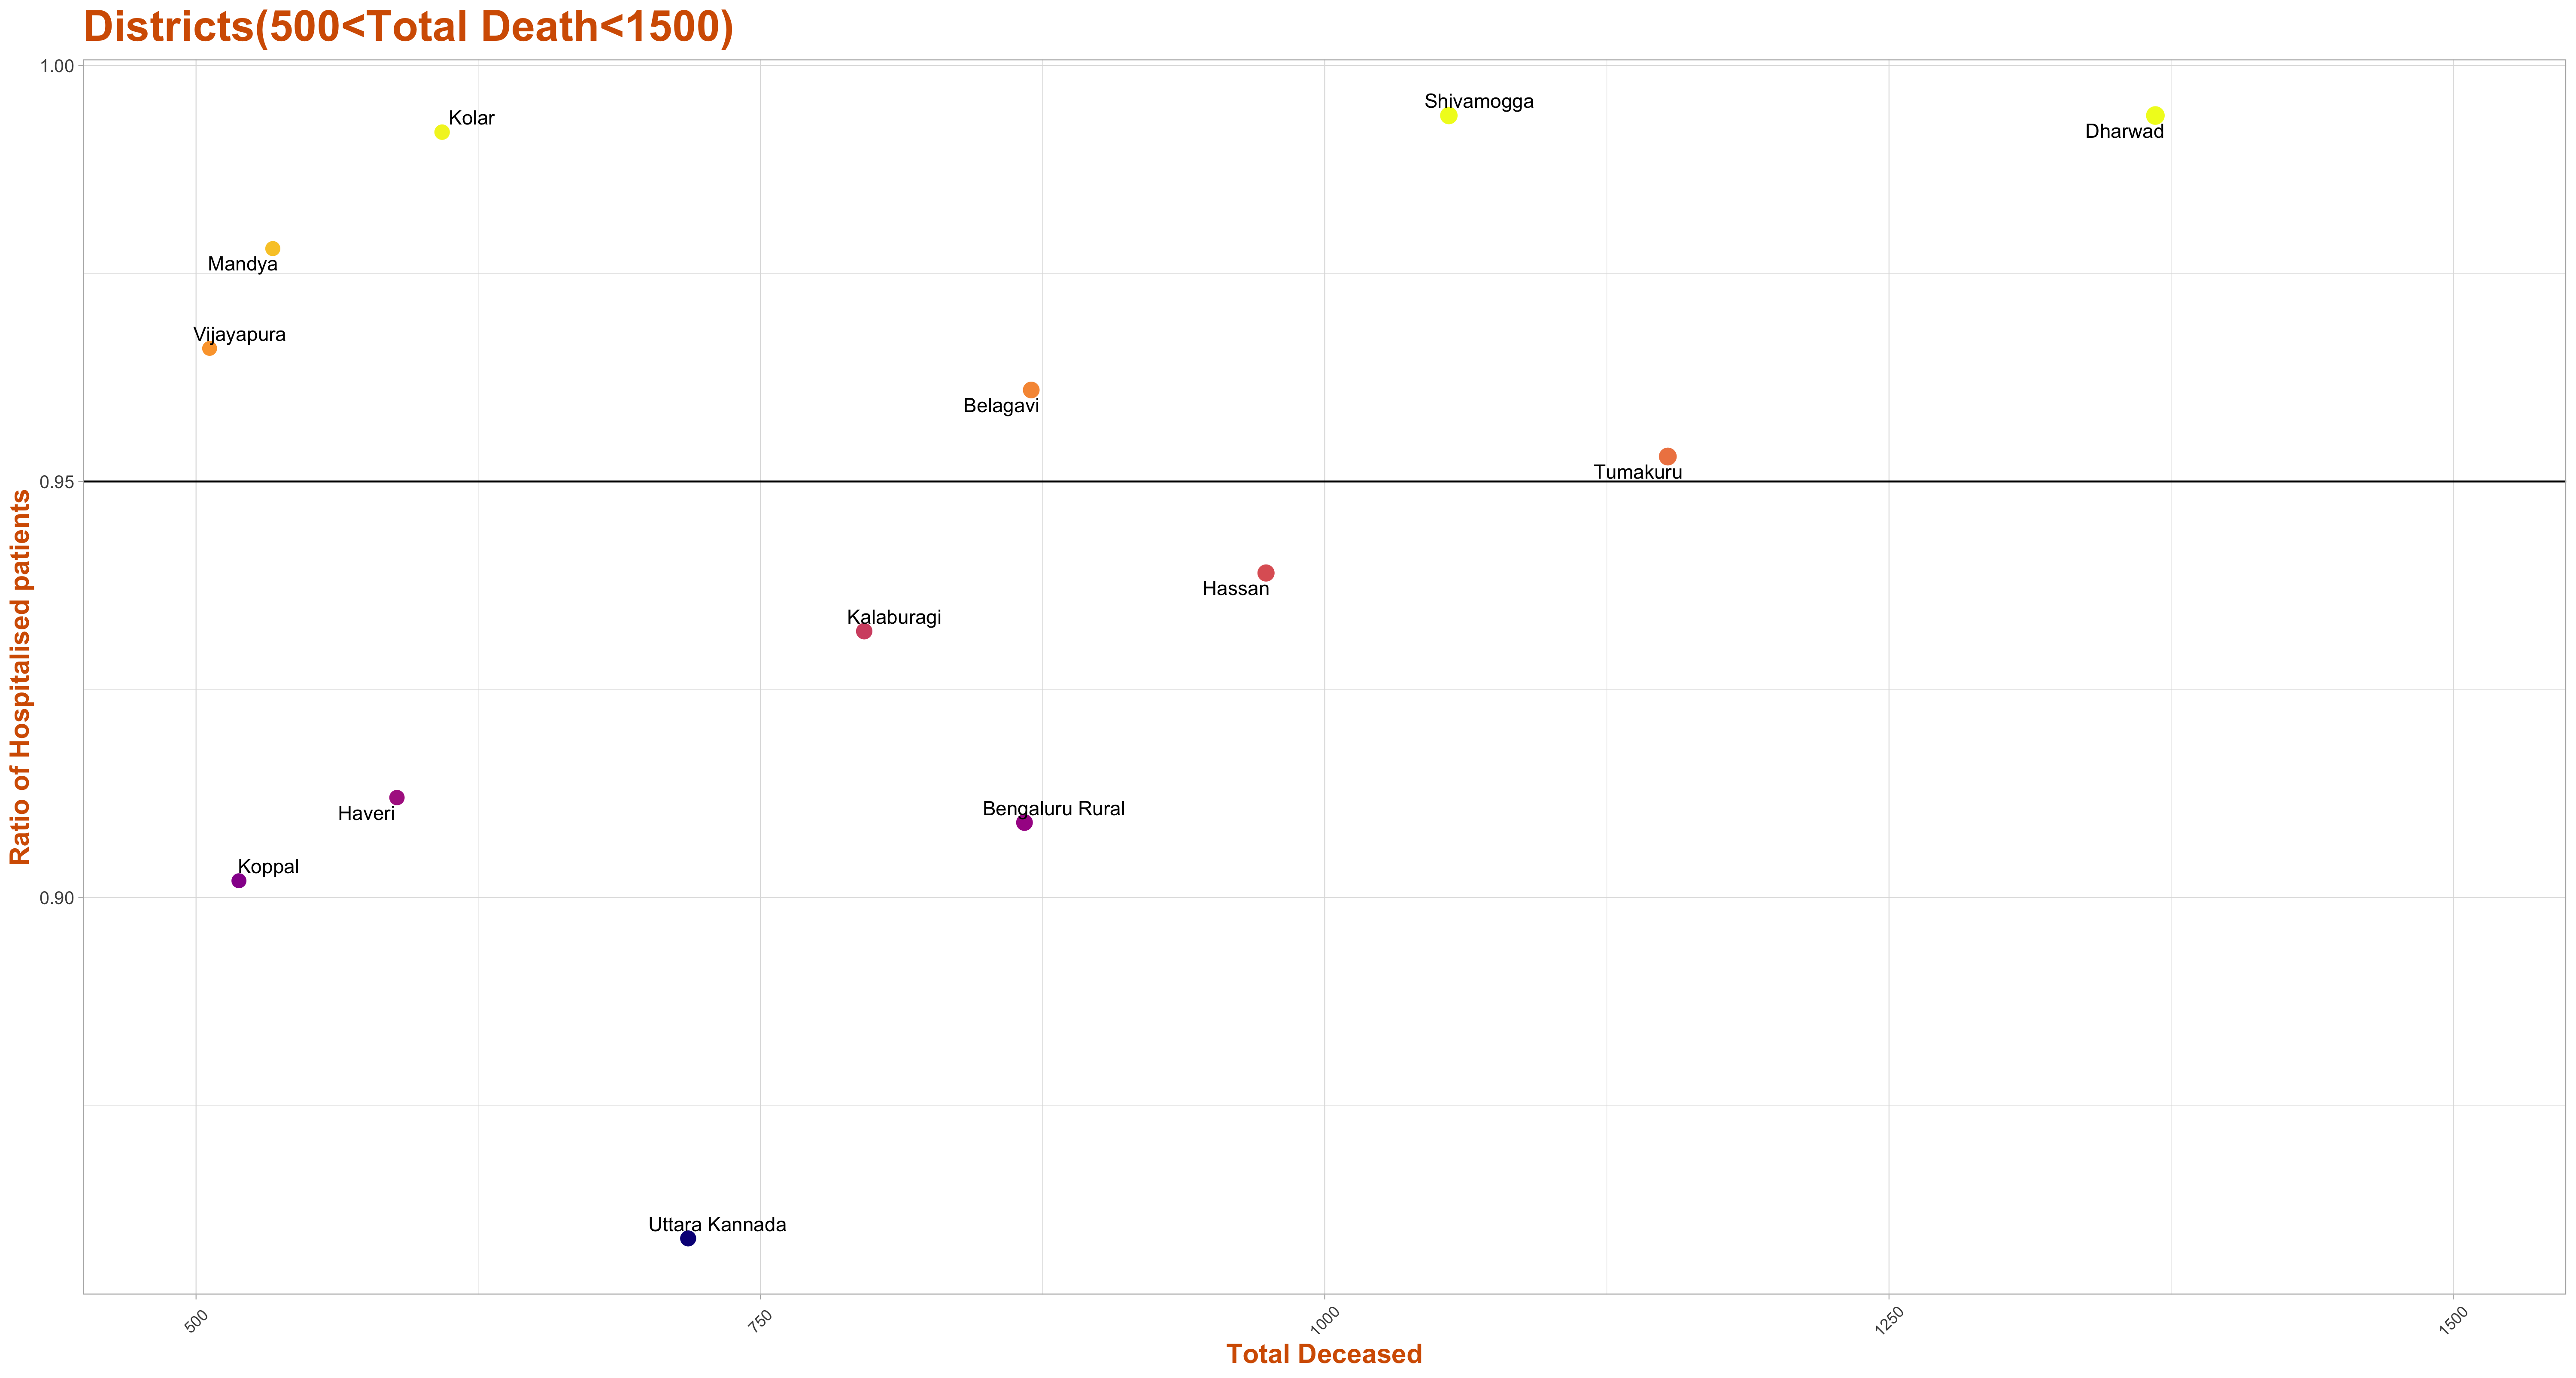 Districts(500<Total Death<1500)
1.00
Shivamogga
Kolar
Dharwad
Mandya
Vijayapura
Belagavi
Tumakuru
0.95
Ratio of Hospitalised patients
Hassan
Kalaburagi
Bengaluru Rural
Haveri
Koppal
0.90
Uttara Kannada
500
750
1000
1250
1500
Total Deceased